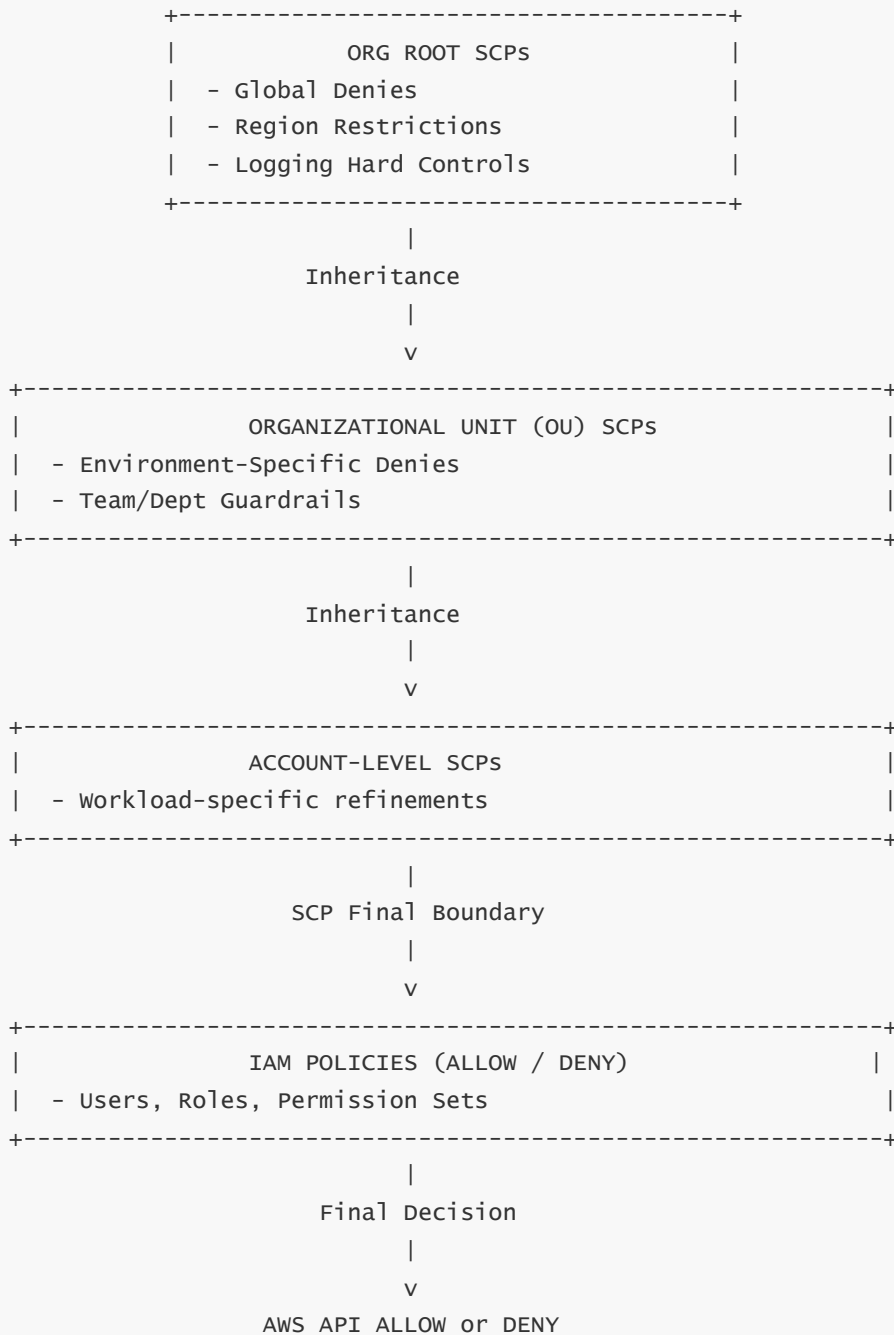 +---------------------------------------+
|            ORG ROOT SCPs              |
|  - Global Denies                      |
|  - Region Restrictions                |
|  - Logging Hard Controls              |
+---------------------------------------+
|
Inheritance
|
v
+-------------------------------------------------------------+
|                ORGANIZATIONAL UNIT (OU) SCPs                |
|  - Environment-Specific Denies                              |
|  - Team/Dept Guardrails                                     |
+-------------------------------------------------------------+
|
Inheritance
|
v
+-------------------------------------------------------------+
|                ACCOUNT-LEVEL SCPs                           |
|  - Workload-specific refinements                            |
+-------------------------------------------------------------+
|
SCP Final Boundary
|
v
+-------------------------------------------------------------+
|                IAM POLICIES (ALLOW / DENY)                 |
|  - Users, Roles, Permission Sets                            |
+-------------------------------------------------------------+
|
Final Decision
|
v
AWS API ALLOW or DENY